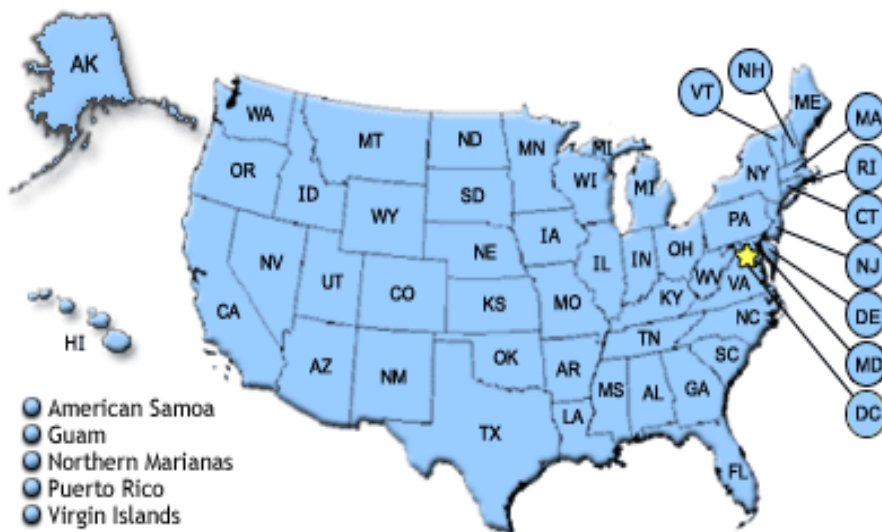 AK
NH
VT
ME
MA
WA
MT
ND
MN
MI
RI
OR
ID
SD
WI
MI
NY
CT
WY
PA
NV
NE
IA
OH
NJ
UT
CO
IL
IN
WV
VA
CA
KS
MO
KY
NC
DE
HI
AZ
NM
OK
AR
TN
SC
MD
MS
AL
GA
DC
TX
LA
FL
American Samoa
Guam
Northern Marianas
Puerto Rico
Virgin Islands